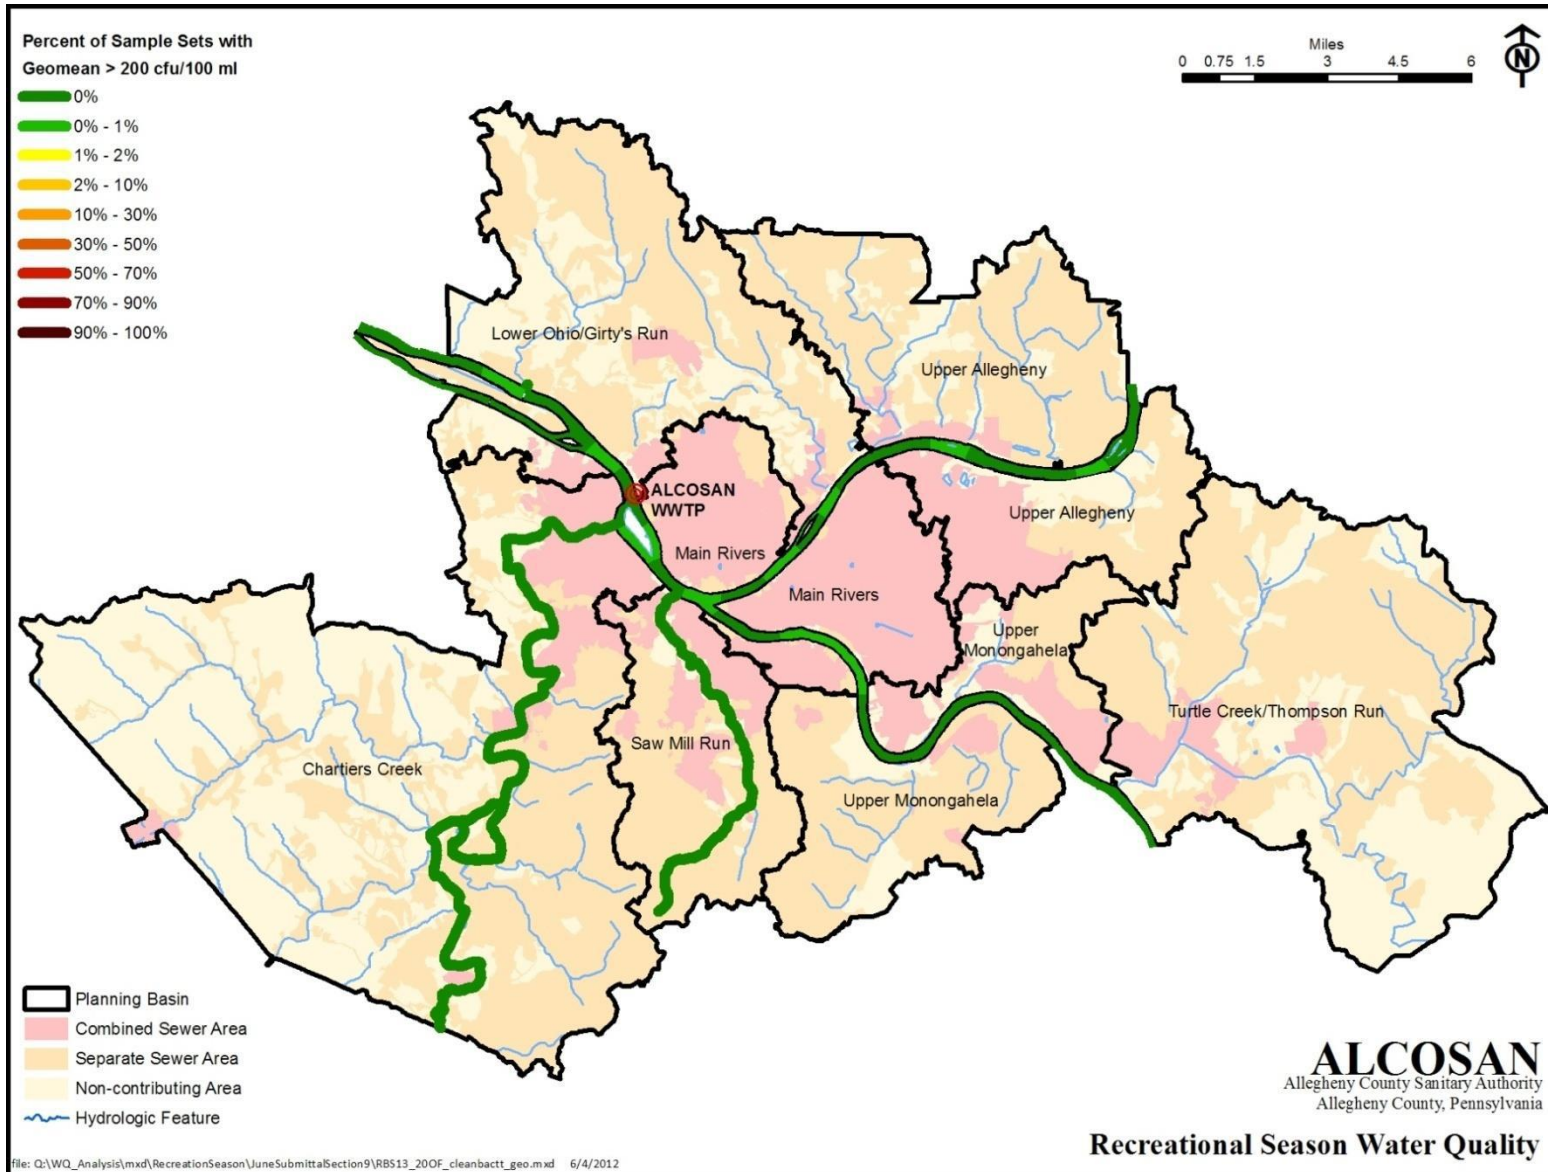 Percent of Sample Sets with
Geomean > 200 cfu/100 ml
0%
0% - 1%
1% - 2%
2% - 10%
10% - 30%
30% - 50%
50% - 70%
70% - 90%
90% - 100%
Miles
0 0.75 1.5 3 4.5 6
N
Lower Ohio/Girty's Run
Upper Allegheny
ALCOSAN
WWTP
Upper Allegheny
Main Rivers
Main Rivers
Upper
Monongahela
Turtle Creek/Thompson Run
Saw Mill Run
Chartiers Creek
Upper Monongahela
Planning Basin
Combined Sewer Area
Separate Sewer Area
Non-contributing Area
Hydrologic Feature
ALCOSAN
Allegheny County Sanitary Authority
Allegheny County, Pennsylvania
Recreational Season Water Quality
file: Q:\WQ_Analysis\mxd\RecreationSeason\JuneSubmittalSection9\RBS13_20OF_cleanbactt_geo.mxd 6/4/2012